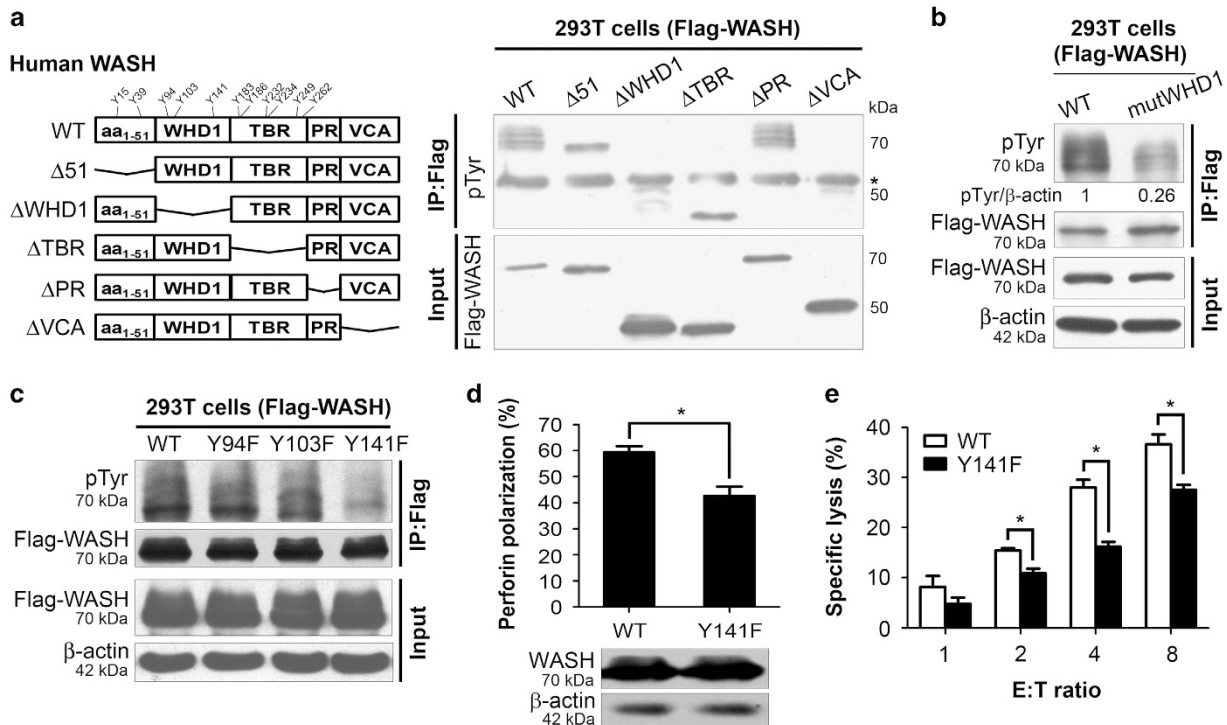 a
Human WASH
Y15 Y39 Y94 Y103 Y141 Y183 Y186 Y232 Y234 Y249 Y262
WT aa1-51 WHD1 TBR PR VCA
Δ51 WHD1 TBR PR VCA
ΔWHD1 aa1-51 TBR PR VCA
ΔTBR aa1-51 WHD1 PR VCA
ΔPR aa1-51 WHD1 TBR VCA
ΔVCA aa1-51 WHD1 TBR PR
293T cells (Flag-WASH)
WT Δ51 ΔWHD1 ΔTBR ΔPR ΔVCA
kDa
IP:Flag
pTyr
70
*
50
Input
Flag-WASH
70
50
b
293T cells
(Flag-WASH)
WT mutWHD1
pTyr
70 kDa
pTyr/β-actin 1 0.26
Flag-WASH
70 kDa
IP:Flag
Flag-WASH
70 kDa
β-actin
42 kDa
Input
c
293T cells (Flag-WASH)
WT Y94F Y103F Y141F
pTyr
70 kDa
Flag-WASH
70 kDa
IP:Flag
Flag-WASH
70 kDa
β-actin
42 kDa
Input
d
Perforin polarization (%)
70
60
50
40
30
20
10
0
*
WT Y141F
WASH
70 kDa
β-actin
42 kDa
e
Specific lysis (%)
40
30
20
10
0
WT
Y141F
* * *
1 2 4 8
E:T ratio